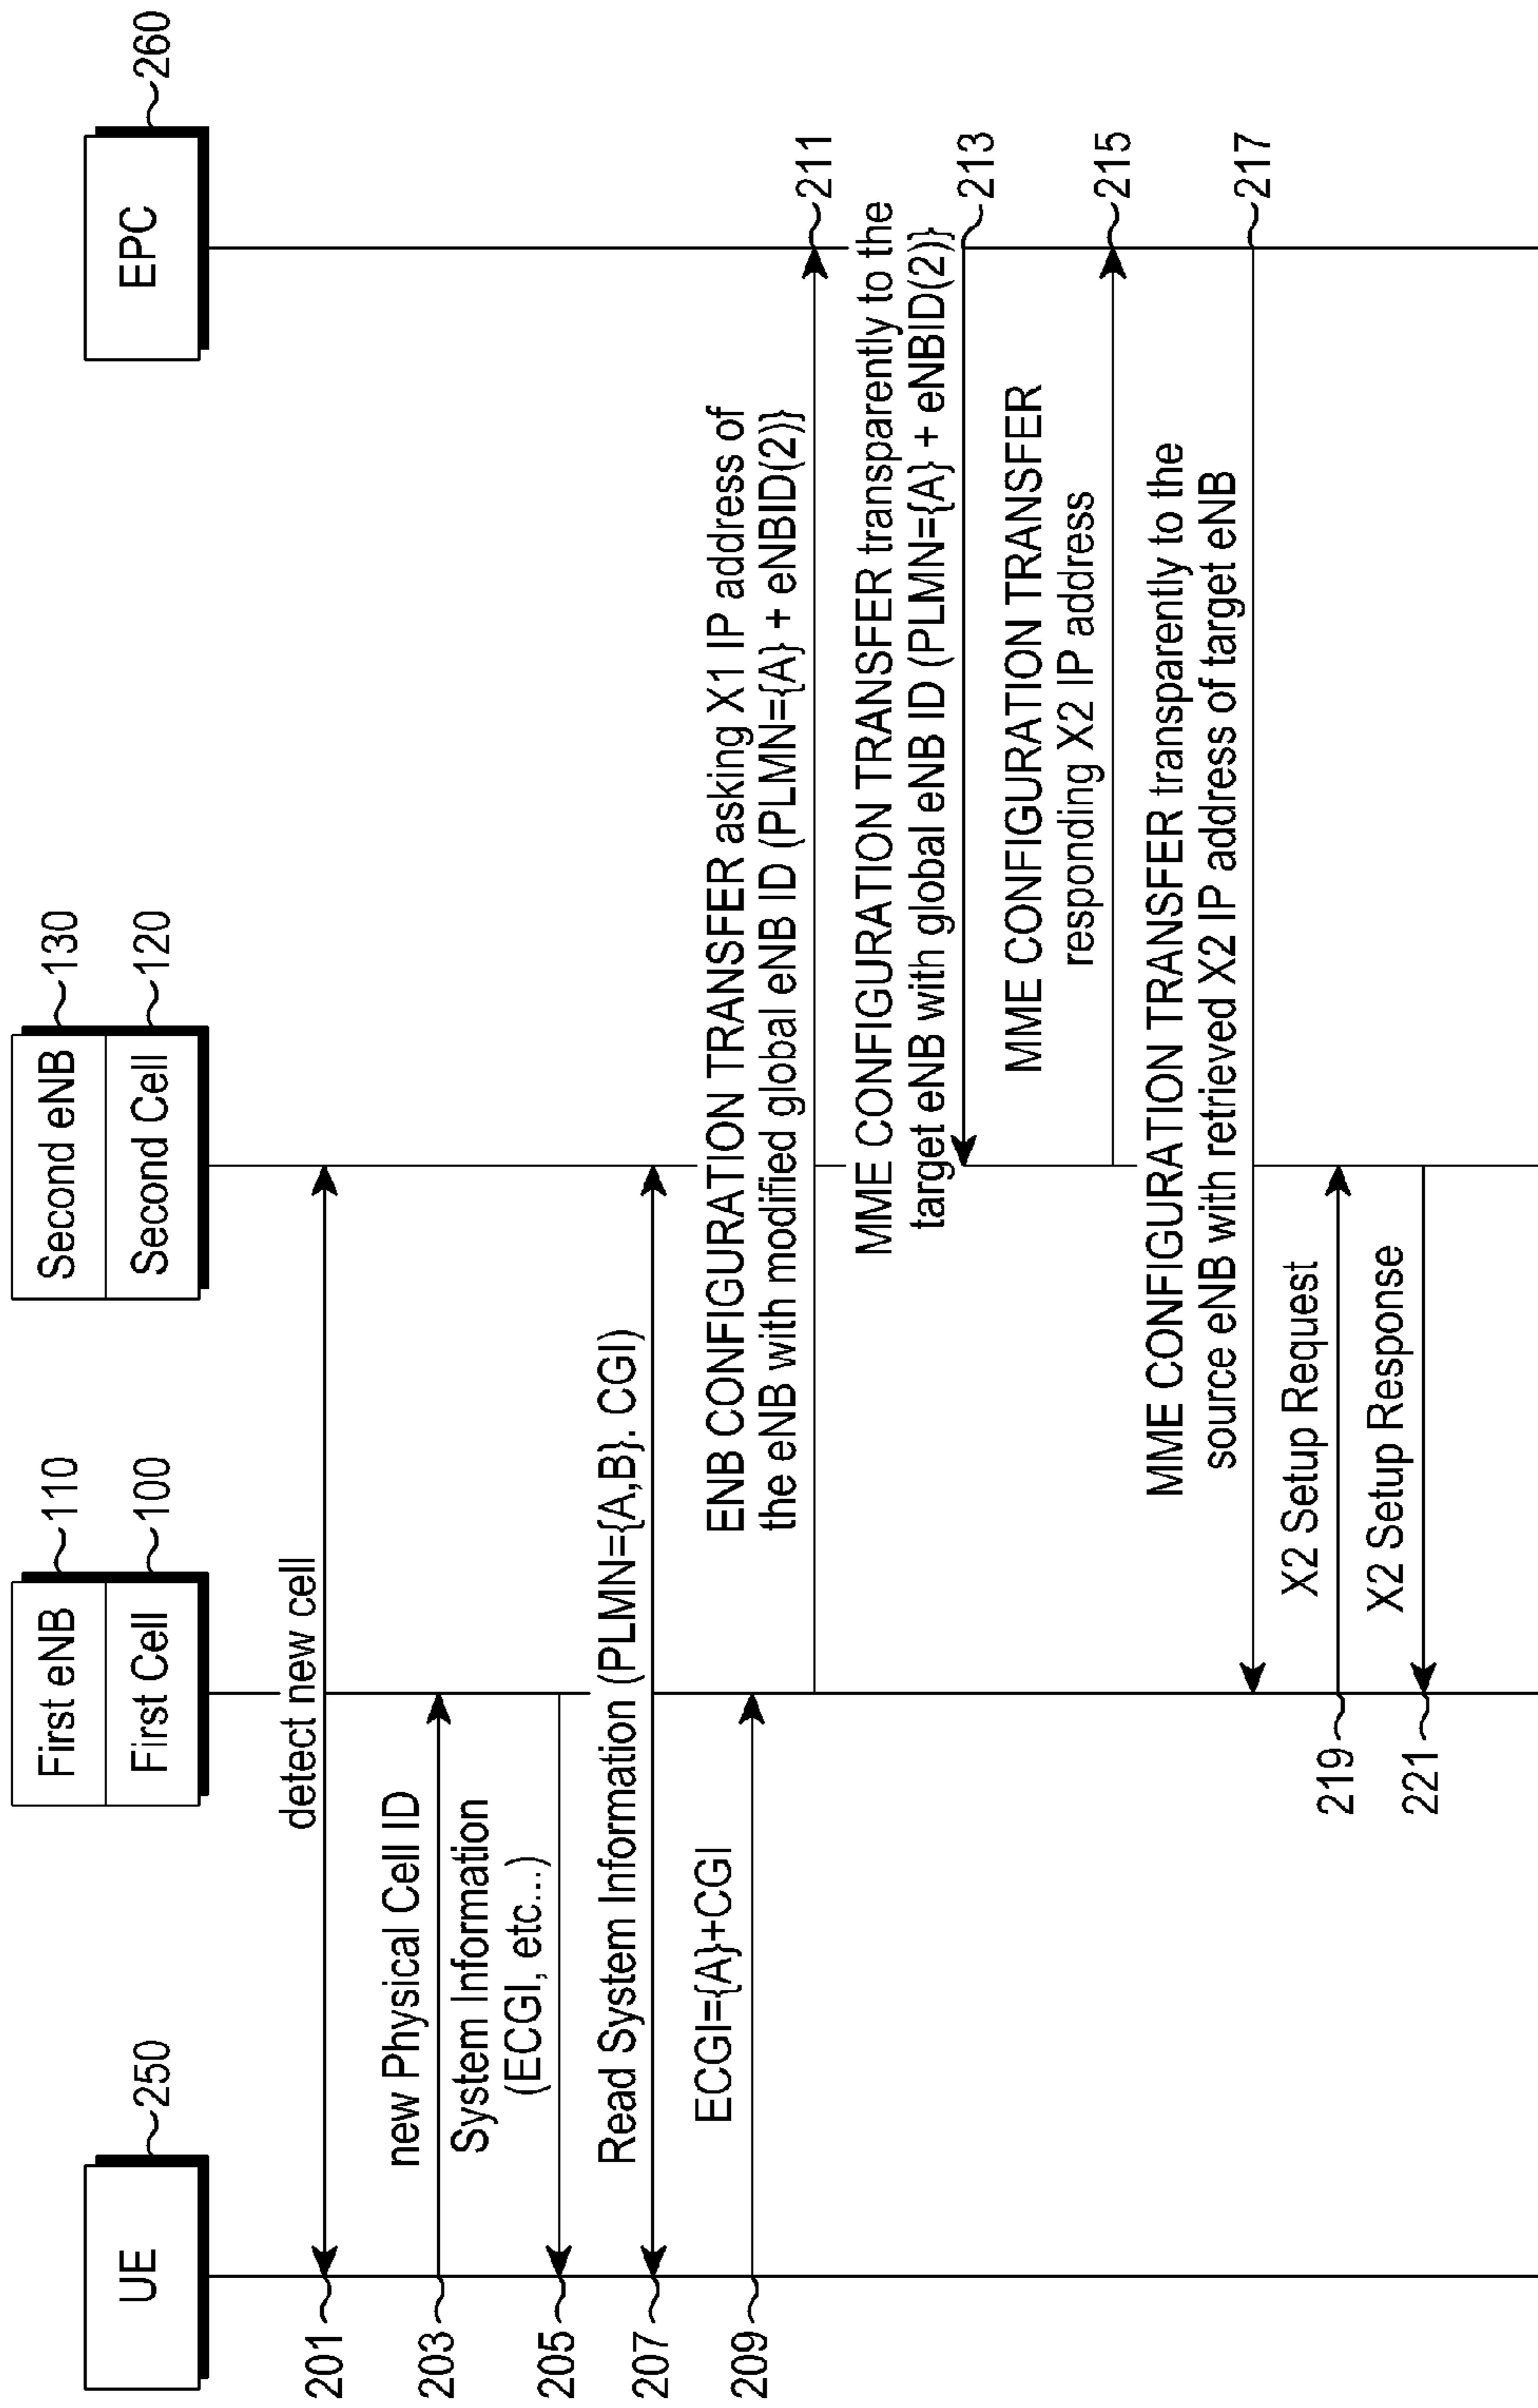 UE
250
First eNB
110
First Cell
100
Second eNB
130
Second Cell
120
EPC
260
detect new cell
201
new Physical Cell ID
203
System Information
(ECGI, etc...)
205
Read System Information (PLMN={A,B}. CGI)
207
ECGI={A}+CGI
209
ENB CONFIGURATION TRANSFER asking X1 IP address of
the eNB with modified global eNB ID (PLMN={A} + eNBID(2)}
211
MME CONFIGURATION TRANSFER transparently to the
target eNB with global eNB ID (PLMN={A} + eNBID(2)}
213
MME CONFIGURATION TRANSFER
responding X2 IP address
215
MME CONFIGURATION TRANSFER transparently to the
source eNB with retrieved X2 IP address of target eNB
217
X2 Setup Request
219
X2 Setup Response
221